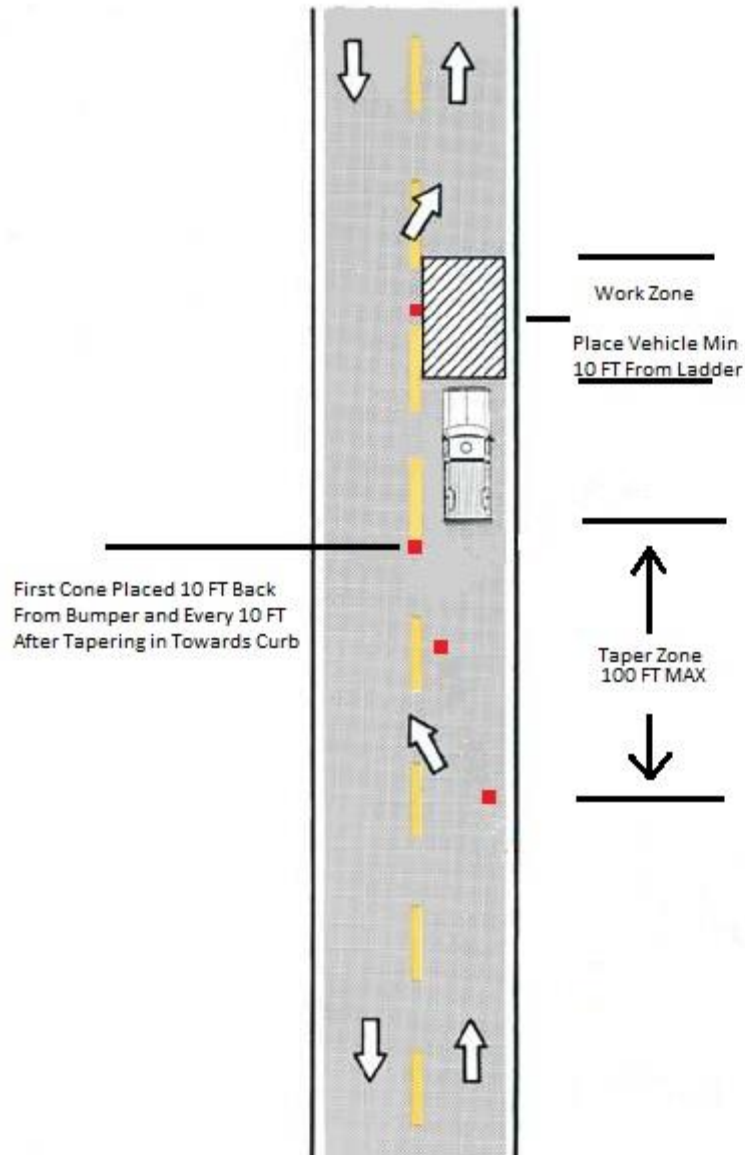 Work Zone
Place Vehicle Min
10 FT From Ladder
First Cone Placed 10 FT Back
From Bumper and Every 10 FT
After Tapering in Towards Curb
Taper Zone
100 FT MAX